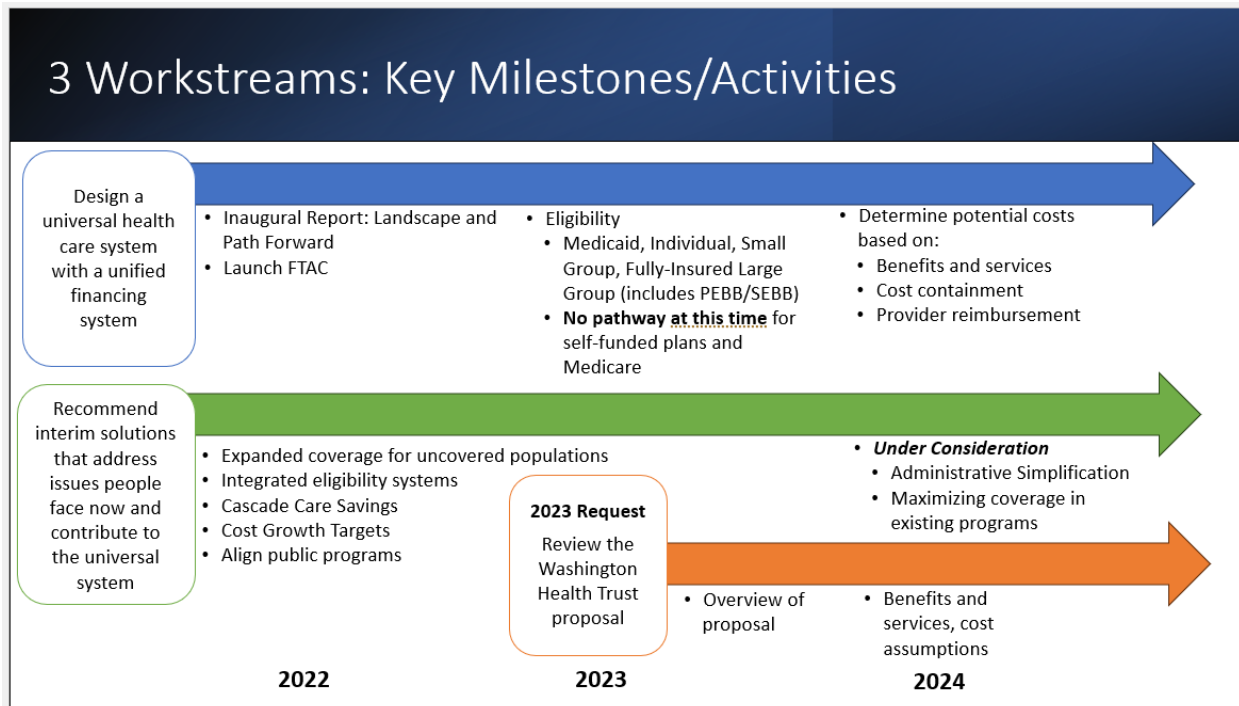 3 Workstreams: Key Milestones/Activities
Design a
universal health
care system
with a unified
financing
system
• Inaugural Report: Landscape and
Path Forward
• Launch FTAC
• Eligibility
• Medicaid, Individual, Small
Group, Fully-Insured Large
Group (includes PEBB/SEBB)
• No pathway at this time for
self-funded plans and
Medicare
• Determine potential costs
based on:
• Benefits and services
• Cost containment
• Provider reimbursement
Recommend
interim solutions
that address
issues people
face now and
contribute to
the universal
system
• Expanded coverage for uncovered populations
• Integrated eligibility systems
• Cascade Care Savings
• Cost Growth Targets
• Align public programs
• Under Consideration
• Administrative Simplification
• Maximizing coverage in
existing programs
2023 Request
Review the
Washington
Health Trust
proposal
• Overview of
proposal
• Benefits and
services, cost
assumptions
2022
2023
2024